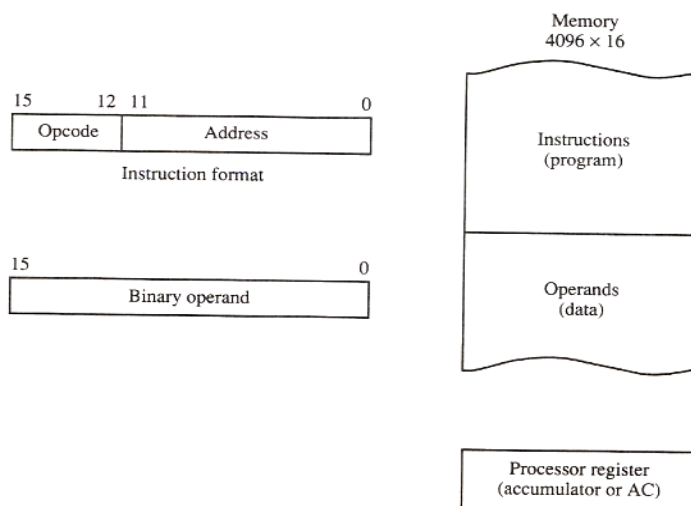 Memory
4096 × 16
15 12 11 0
Opcode Address
Instruction format
Instructions
(program)
15 0
Binary operand
Operands
(data)
Processor register
(accumulator or AC)